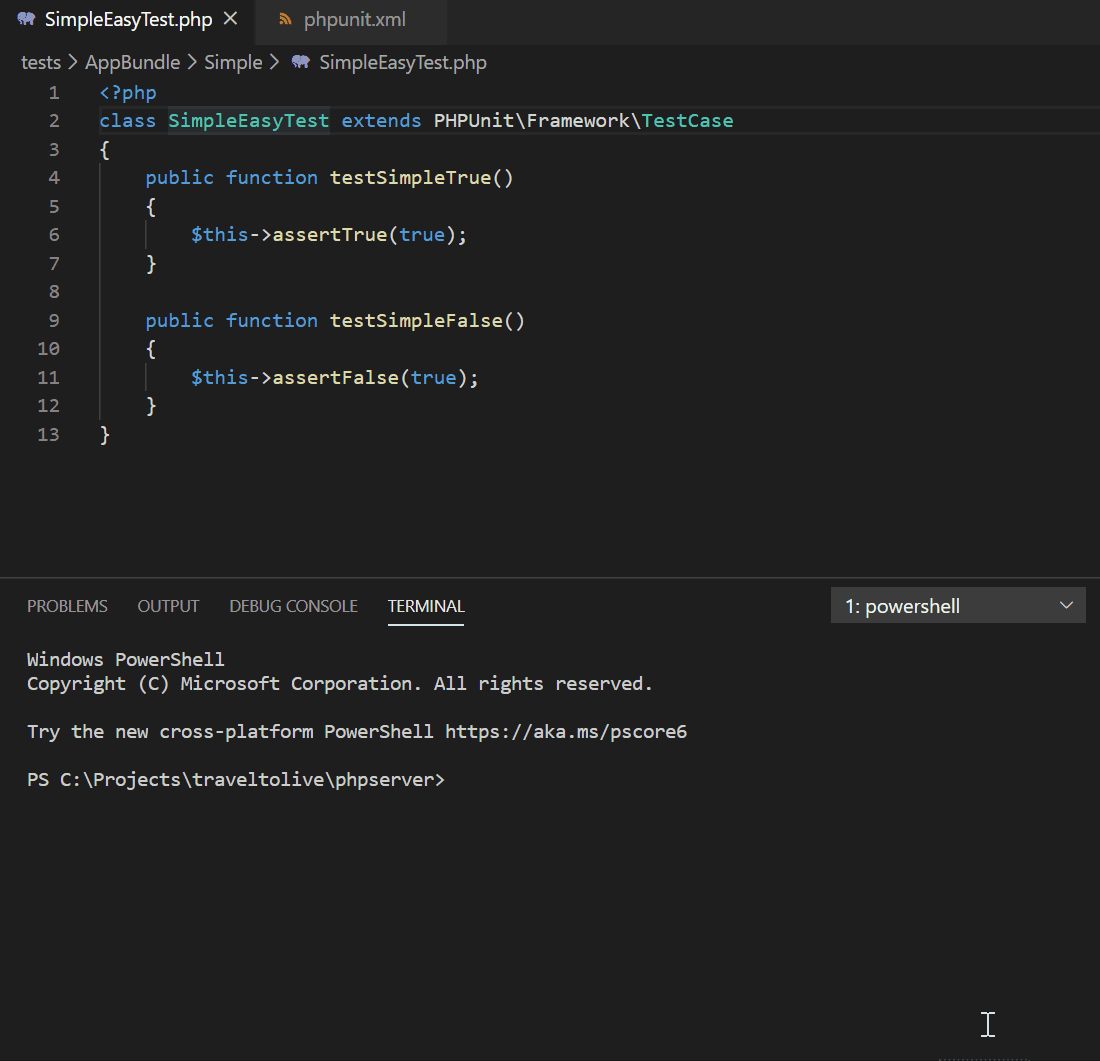 SimpleEasyTest.php phpunit.xml
tests > AppBundle > Simple > SimpleEasyTest.php
1 <?php
2 class SimpleEasyTest extends PHPUnit\Framework\TestCase
3 {
4     public function testSimpleTrue()
5     {
6         $this->assertTrue(true);
7     }
8
9     public function testSimpleFalse()
10     {
11         $this->assertFalse(true);
12     }
13 }
PROBLEMS OUTPUT DEBUG CONSOLE TERMINAL 1: powershell
Windows PowerShell
Copyright (C) Microsoft Corporation. All rights reserved.
Try the new cross-platform PowerShell https://aka.ms/pscore6
PS C:\Projects\traveltolive\phpserver>